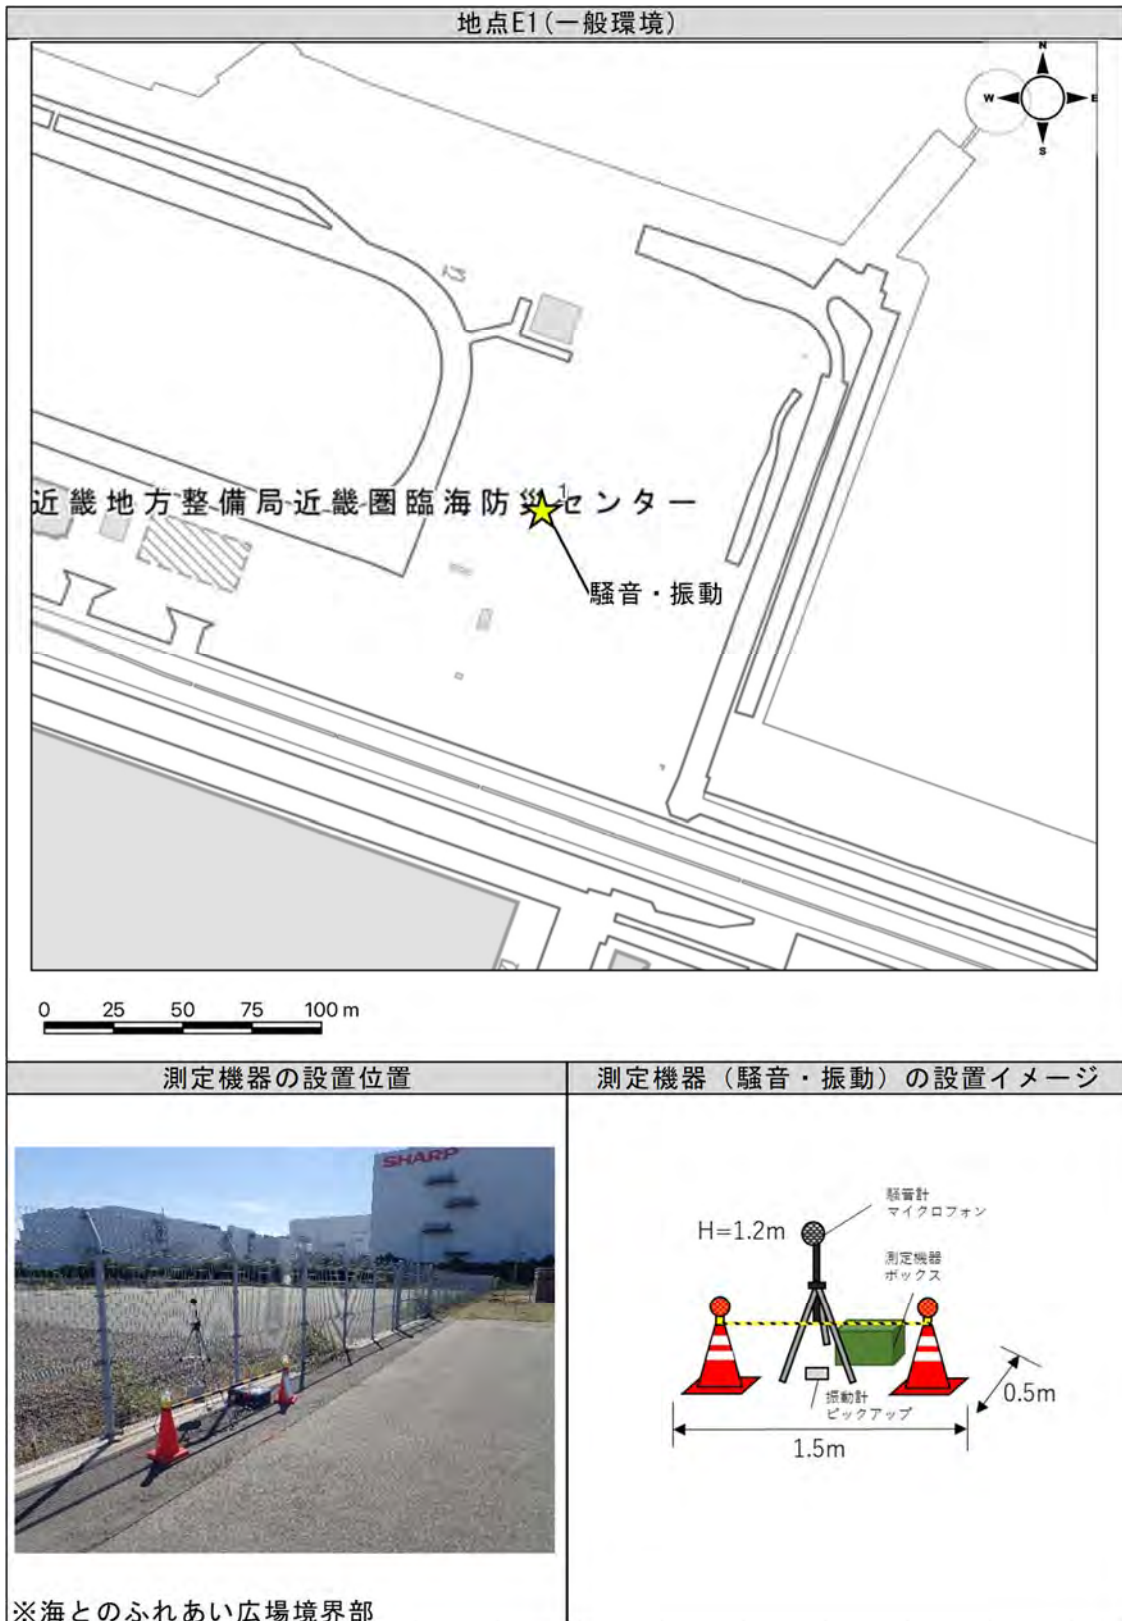 地点E1(一般環境)
N
W E
S
近畿地方整備局近畿圏臨海防災センター
1
騒音・振動
0 25 50 75 100 m
測定機器の設置位置
測定機器（騒音・振動）の設置イメージ
SHARP
騒音計
マイクロフォン
H=1.2m
測定機器
ボックス
0.5m
振動計
ピックアップ
1.5m
※海とのふれあい広場境界部